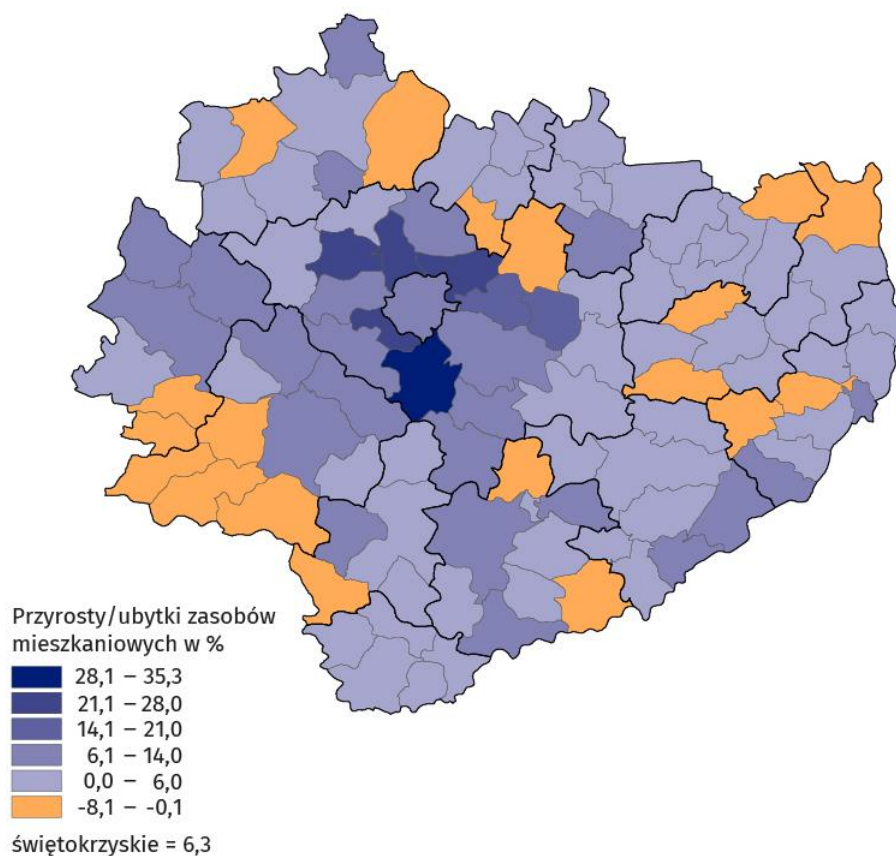 Przyrosty/ubytki zasobów
mieszkaniowych w %
28,1 – 35,3
21,1 – 28,0
14,1 – 21,0
6,1 – 14,0
0,0 – 6,0
-8,1 – -0,1
świętokrzyskie = 6,3